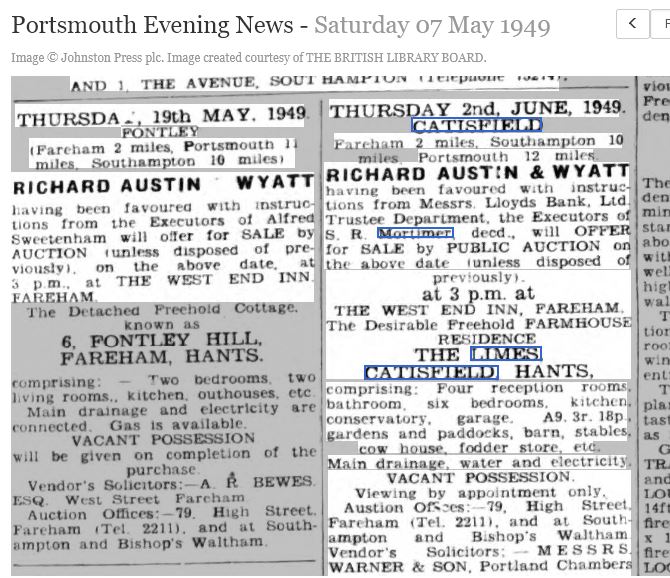 Portsmouth Evening News - Saturday 07 May 1949
Image © Johnston Press plc. Image created courtesy of THE BRITISH LIBRARY BOARD.
AND 1, THE AVENUE, SOUTHAMPTON (Telephone
THURSDA , 19th MAY, 1949.
FONTLEY
(Fareham 2 miles, Portsmouth 11
miles, Southampton 10 miles)
RICHARD AUSTIN WYATT
having been favoured with instruc-
tions from the Executors of Alfred
Sweetenham will offer for SALE by
AUCTION (unless disposed of pre-
viously), on the above date, at
3 p.m., at THE WEST END INN,
FAREHAM.
The Detached Freehold Cottage,
known as
6, FONTLEY HILL,
FAREHAM, HANTS.
comprising: — Two bedrooms, two
living rooms, kitchen, outhouses, etc.
Main drainage and electricity are
connected. Gas is available.
VACANT POSSESSION
will be given on completion of the
purchase.
Vendor's Solicitors:—A. R. BEWES.
ESQ. West Street Fareham
Auction Offices:—79, High Street,
Fareham (Tel. 2211), and at South-
ampton and Bishop's Waltham.
THURSDAY 2nd, JUNE, 1949.
CATISFIELD
Fareham 2 miles, Southampton 10
miles, Portsmouth 12 miles.
RICHARD AUSTIN & WYATT
having been favoured with instruc-
tions from Messrs. Lloyds Bank, Ltd.
Trustee Department, the Executors of
S. R. Mortimer decd., will OFFER
for SALE by PUBLIC AUCTION on
the above date (unless disposed of
previously).
at 3 p.m. at
THE WEST END INN, FAREHAM.
The Desirable Freehold FARMHOUSE
RESIDENCE
THE LIMES,
CATISFIELD HANTS,
comprising: Four reception rooms,
bathroom, six bedrooms, kitchen,
conservatory, garage. A9. 3r. 18p.,
gardens and paddocks, barn, stables,
cow house, fodder store, etc.
Main drainage, water and electricity,
VACANT POSSESSION.
Viewing by appointment only,
Austion Offices:—79, High Street,
Fareham (Tel. 2211), and at South-
ampton and Bishop's Waltham.
Vendor's Solicitors: — MESSRS.
WARNER & SON, Portland Chambers